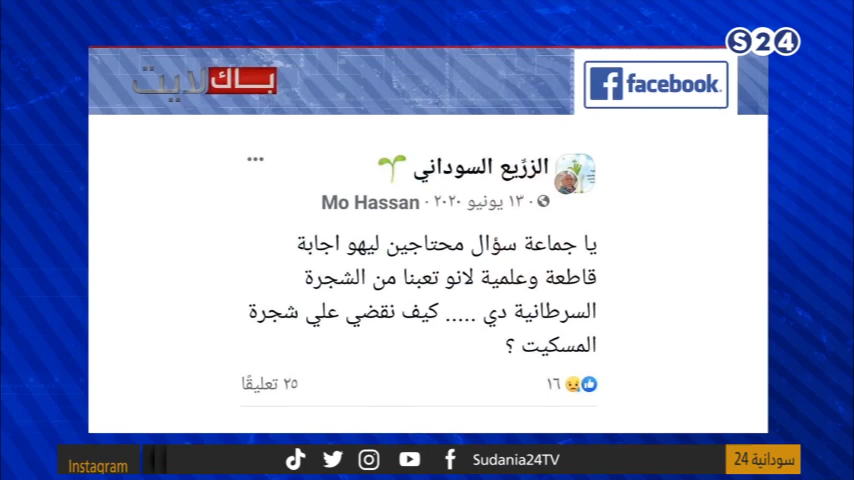 S24
باك لايت
facebook.
الزرّيع السوداني
١٣ يونيو ٢٠٢٠ · Mo Hassan
يا جماعة سؤال محتاجين ليهو اجابة
قاطعة وعلمية لانو تعبنا من الشجرة
السرطانية دي ..... كيف نقضي علي شجرة
المسكيت ؟
١٦
٢٥ تعليقًا
Instagram
Sudania24TV
سودانية 24